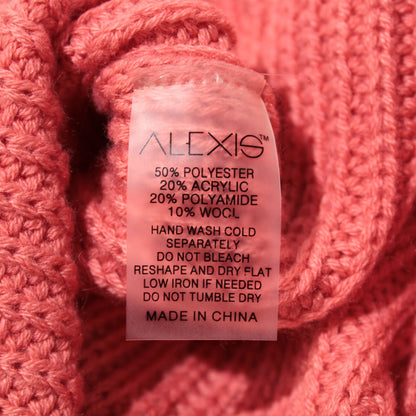 ALEXIS™
50% POLYESTER
20% ACRYLIC
20% POLYAMIDE
10% WOOL
HAND WASH COLD
SEPARATELY
DO NOT BLEACH
RESHAPE AND DRY FLAT
LOW IRON IF NEEDED
DO NOT TUMBLE DRY
MADE IN CHINA